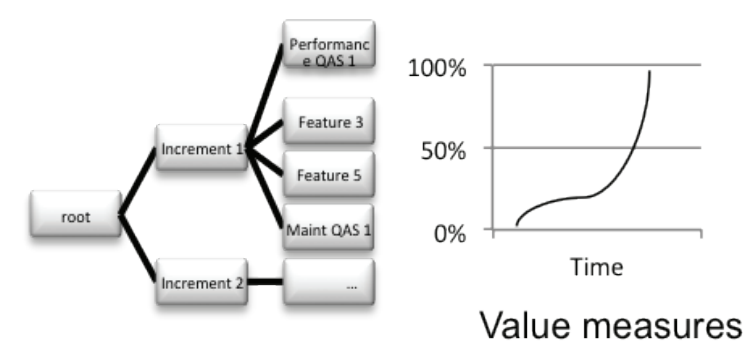 Performanc
e QAS 1
Feature 3
Increment 1
Feature 5
root
Maint QAS 1
Increment 2
...
100%
50%
0%
Time
Value measures